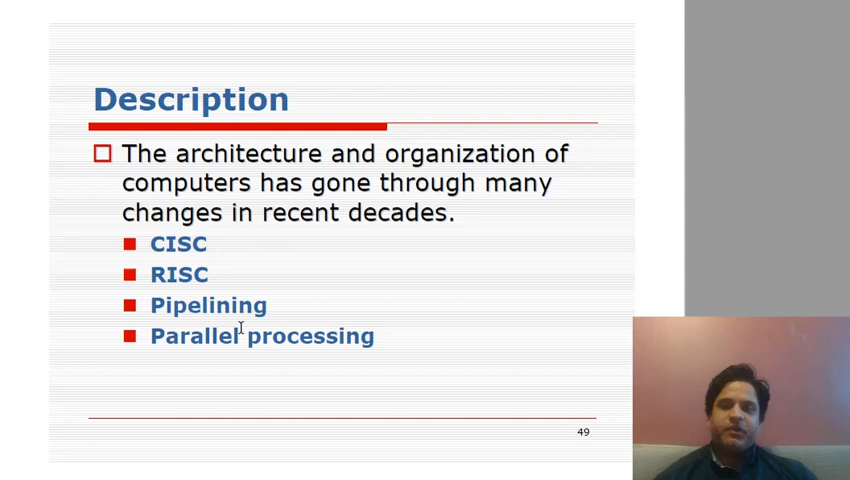 Description
The architecture and organization of
computers has gone through many
changes in recent decades.
CISC
RISC
Pipelining
Parallel processing
49